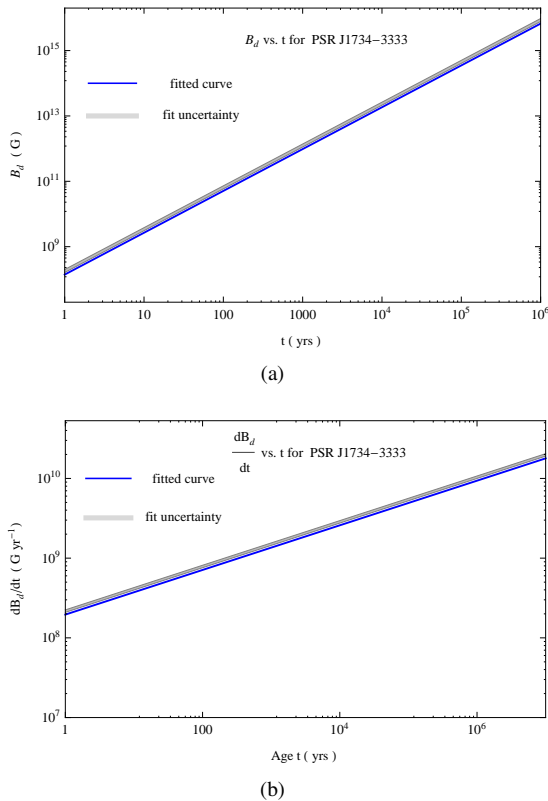 B_d vs. t for PSR J1734−3333
fitted curve
fit uncertainty
B_d ( G )
10^15
10^13
10^11
10^9
1 10 100 1000 10^4 10^5 10^6
t ( yrs )
(a)
dB_d
dt
vs. t for PSR J1734−3333
fitted curve
fit uncertainty
dB_d/dt ( G yr^−1)
10^10
10^9
10^8
10^7
1 100 10^4 10^6
Age t ( yrs )
(b)